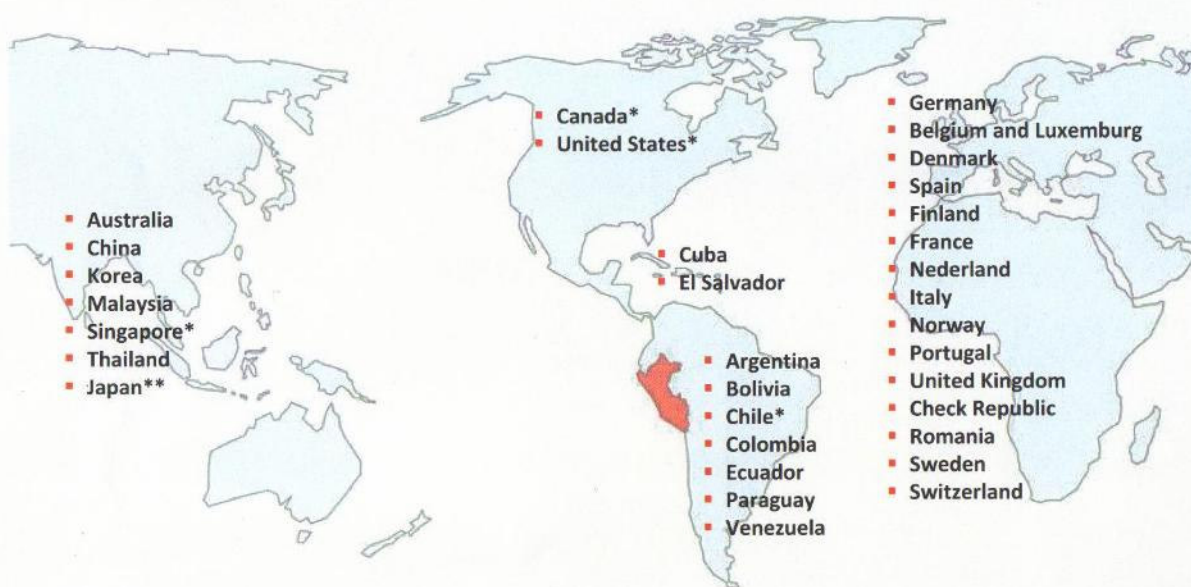 Australia
China
Korea
Malaysia
Singapore*
Thailand
Japan**
Canada*
United States*
Cuba
El Salvador
Argentina
Bolivia
Chile*
Colombia
Ecuador
Paraguay
Venezuela
Germany
Belgium and Luxemburg
Denmark
Spain
Finland
France
Nederland
Italy
Norway
Portugal
United Kingdom
Check Republic
Romania
Sweden
Switzerland